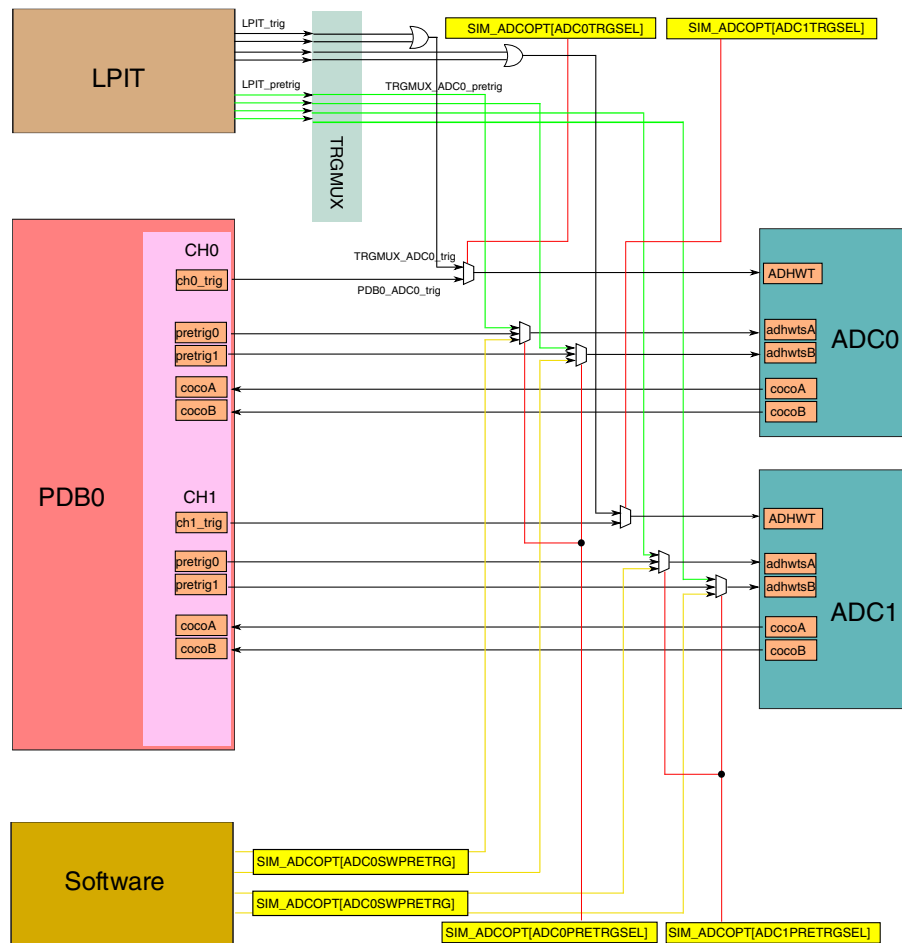 LPIT_trig
SIM_ADCOPT[ADC0TRGSEL]
SIM_ADCOPT[ADC1TRGSEL]
LPIT
LPIT_pretrig
TRGMUX_ADC0_pretrig
TRGMUX
CH0
TRGMUX_ADC0_trig
ch0_trig
PDB0_ADC0_trig
ADHWT
pretrig0
adhwtsA
pretrig1
adhwtsB
ADC0
cocoA
cocoA
cocoB
cocoB
PDB0
CH1
ch1_trig
ADHWT
pretrig0
adhwtsA
pretrig1
adhwtsB
ADC1
cocoA
cocoA
cocoB
cocoB
Software
SIM_ADCOPT[ADC0SWPRETRG]
SIM_ADCOPT[ADC0SWPRETRG]
SIM_ADCOPT[ADC0PRETRGSEL]
SIM_ADCOPT[ADC1PRETRGSEL]